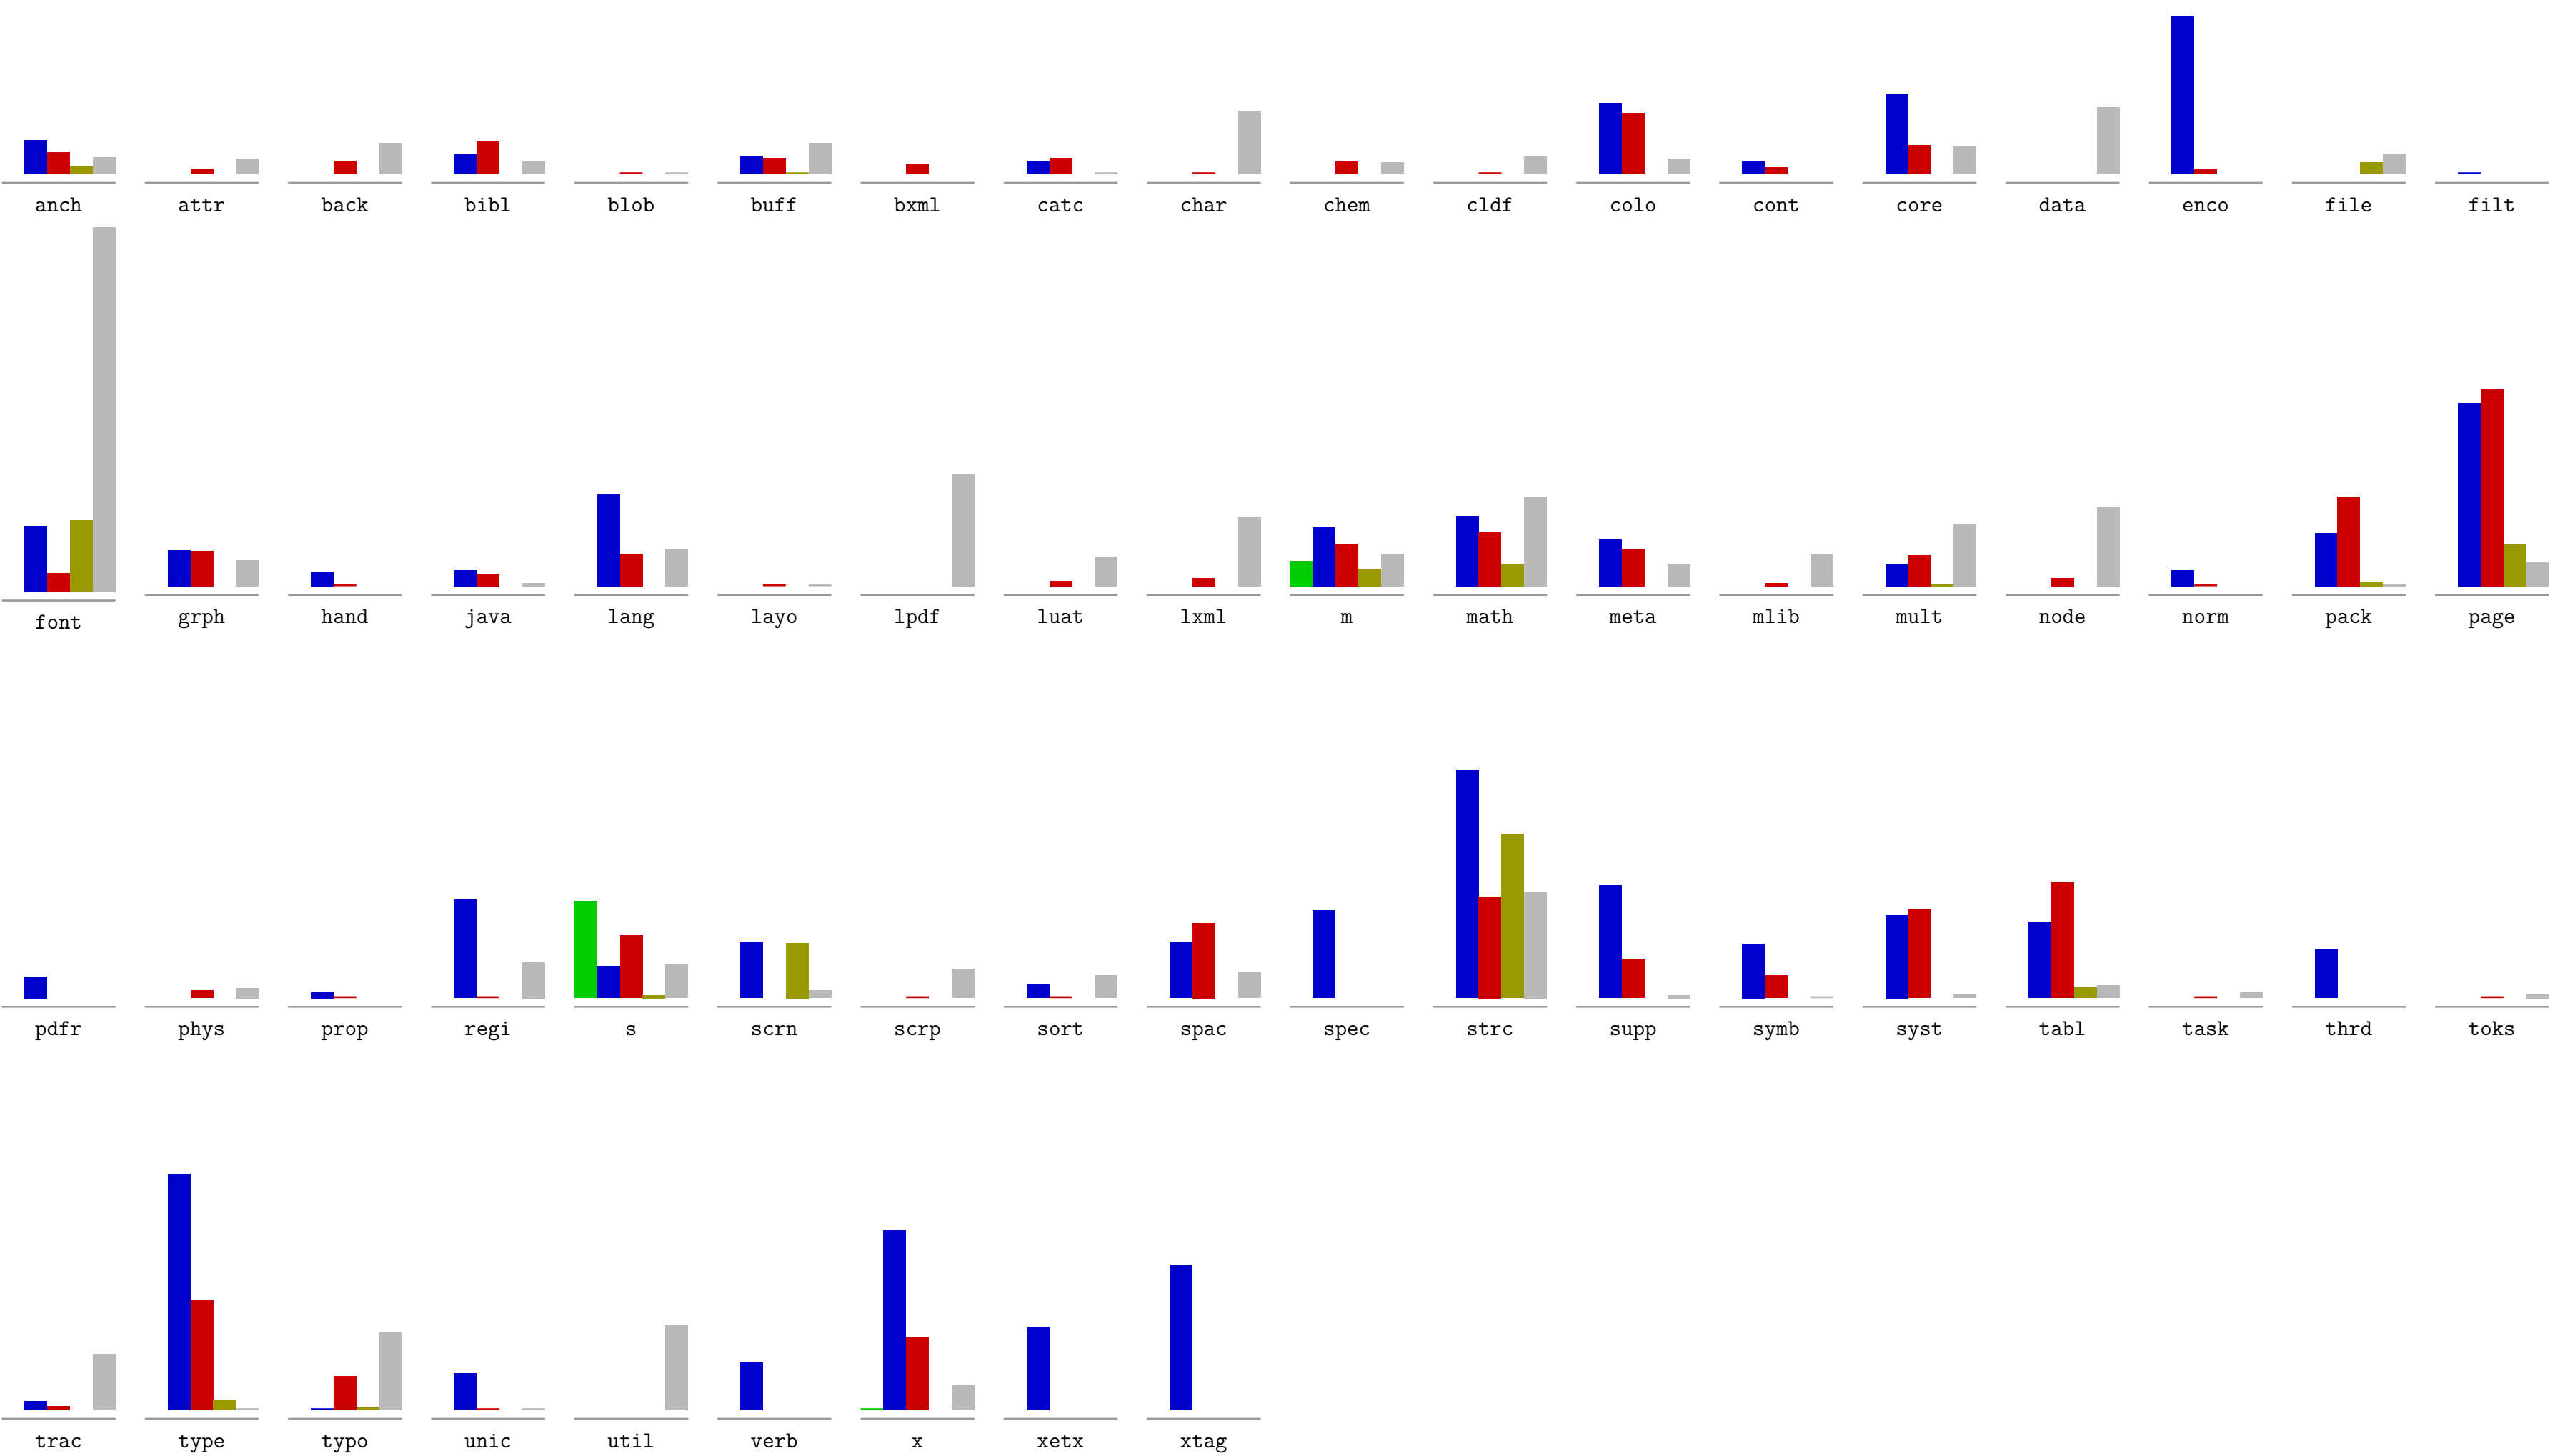 anch attr back bibl blob buff bxml catc char chem cldf colo cont core data enco file filt
font grph hand java lang layo lpdf luat lxml m math meta mlib mult node norm pack page
pdfr phys prop regi s scrn scrp sort spac spec strc supp symb syst tabl task thrd toks
trac type typo unic util verb x xetx xtag